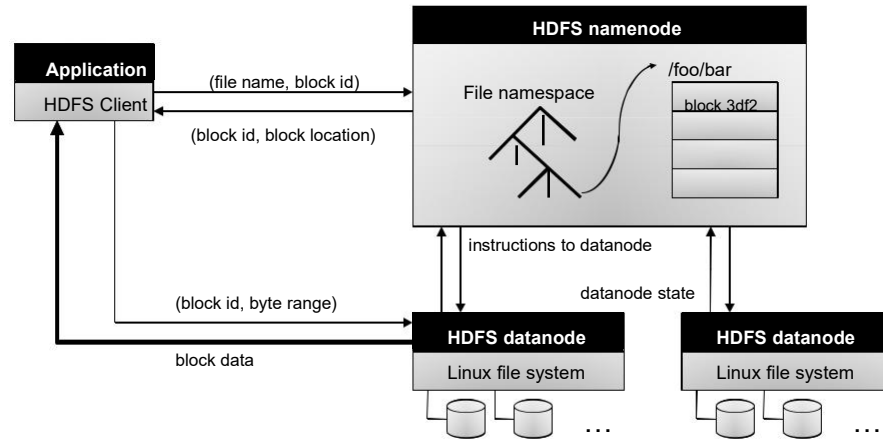 HDFS namenode
Application
HDFS Client
(file name, block id)
(block id, block location)
File namespace
/foo/bar
block 3df2
instructions to datanode
datanode state
(block id, byte range)
block data
HDFS datanode
Linux file system
...
HDFS datanode
Linux file system
...